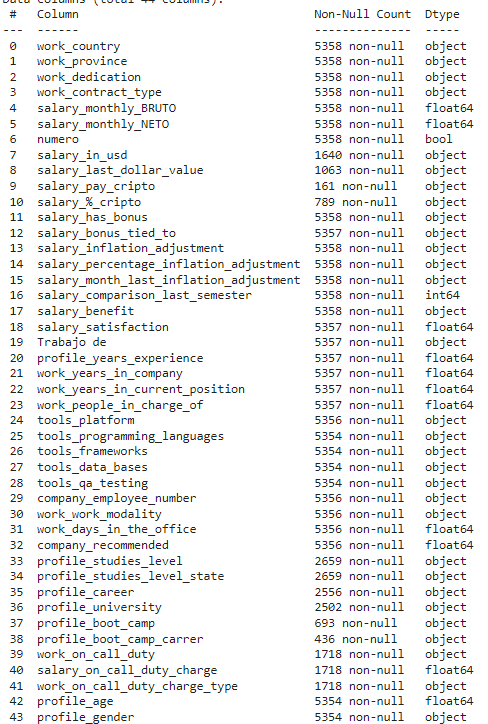 Data columns (total 44 columns):
#   Column   Non-Null Count   Dtype
---  ------   --------------   -----
0   work_country   5358 non-null   object
1   work_province   5358 non-null   object
2   work_dedication   5358 non-null   object
3   work_contract_type   5358 non-null   object
4   salary_monthly_BRUTO   5358 non-null   float64
5   salary_monthly_NETO   5358 non-null   float64
6   numero   5358 non-null   bool
7   salary_in_usd   1640 non-null   object
8   salary_last_dollar_value   1063 non-null   object
9   salary_pay_cripto   161 non-null   object
10  salary_%_cripto   789 non-null   object
11  salary_has_bonus   5358 non-null   object
12  salary_bonus_tied_to   5357 non-null   object
13  salary_inflation_adjustment   5358 non-null   object
14  salary_percentage_inflation_adjustment   5358 non-null   object
15  salary_month_last_inflation_adjustment   5358 non-null   object
16  salary_comparison_last_semester   5358 non-null   int64
17  salary_benefit   5358 non-null   object
18  salary_satisfaction   5357 non-null   float64
19  Trabajo de   5357 non-null   object
20  profile_years_experience   5357 non-null   float64
21  work_years_in_company   5357 non-null   float64
22  work_years_in_current_position   5357 non-null   float64
23  work_people_in_charge_of   5357 non-null   float64
24  tools_platform   5356 non-null   object
25  tools_programming_languages   5354 non-null   object
26  tools_frameworks   5354 non-null   object
27  tools_data_bases   5354 non-null   object
28  tools_qa_testing   5354 non-null   object
29  company_employee_number   5356 non-null   object
30  work_work_modality   5356 non-null   object
31  work_days_in_the_office   5356 non-null   float64
32  company_recommended   5356 non-null   float64
33  profile_studies_level   2659 non-null   object
34  profile_studies_level_state   2659 non-null   object
35  profile_career   2556 non-null   object
36  profile_university   2502 non-null   object
37  profile_boot_camp   693 non-null   object
38  profile_boot_camp_carrer   436 non-null   object
39  work_on_call_duty   1718 non-null   object
40  salary_on_call_duty_charge   1718 non-null   float64
41  work_on_call_duty_charge_type   1718 non-null   object
42  profile_age   5354 non-null   float64
43  profile_gender   5354 non-null   object